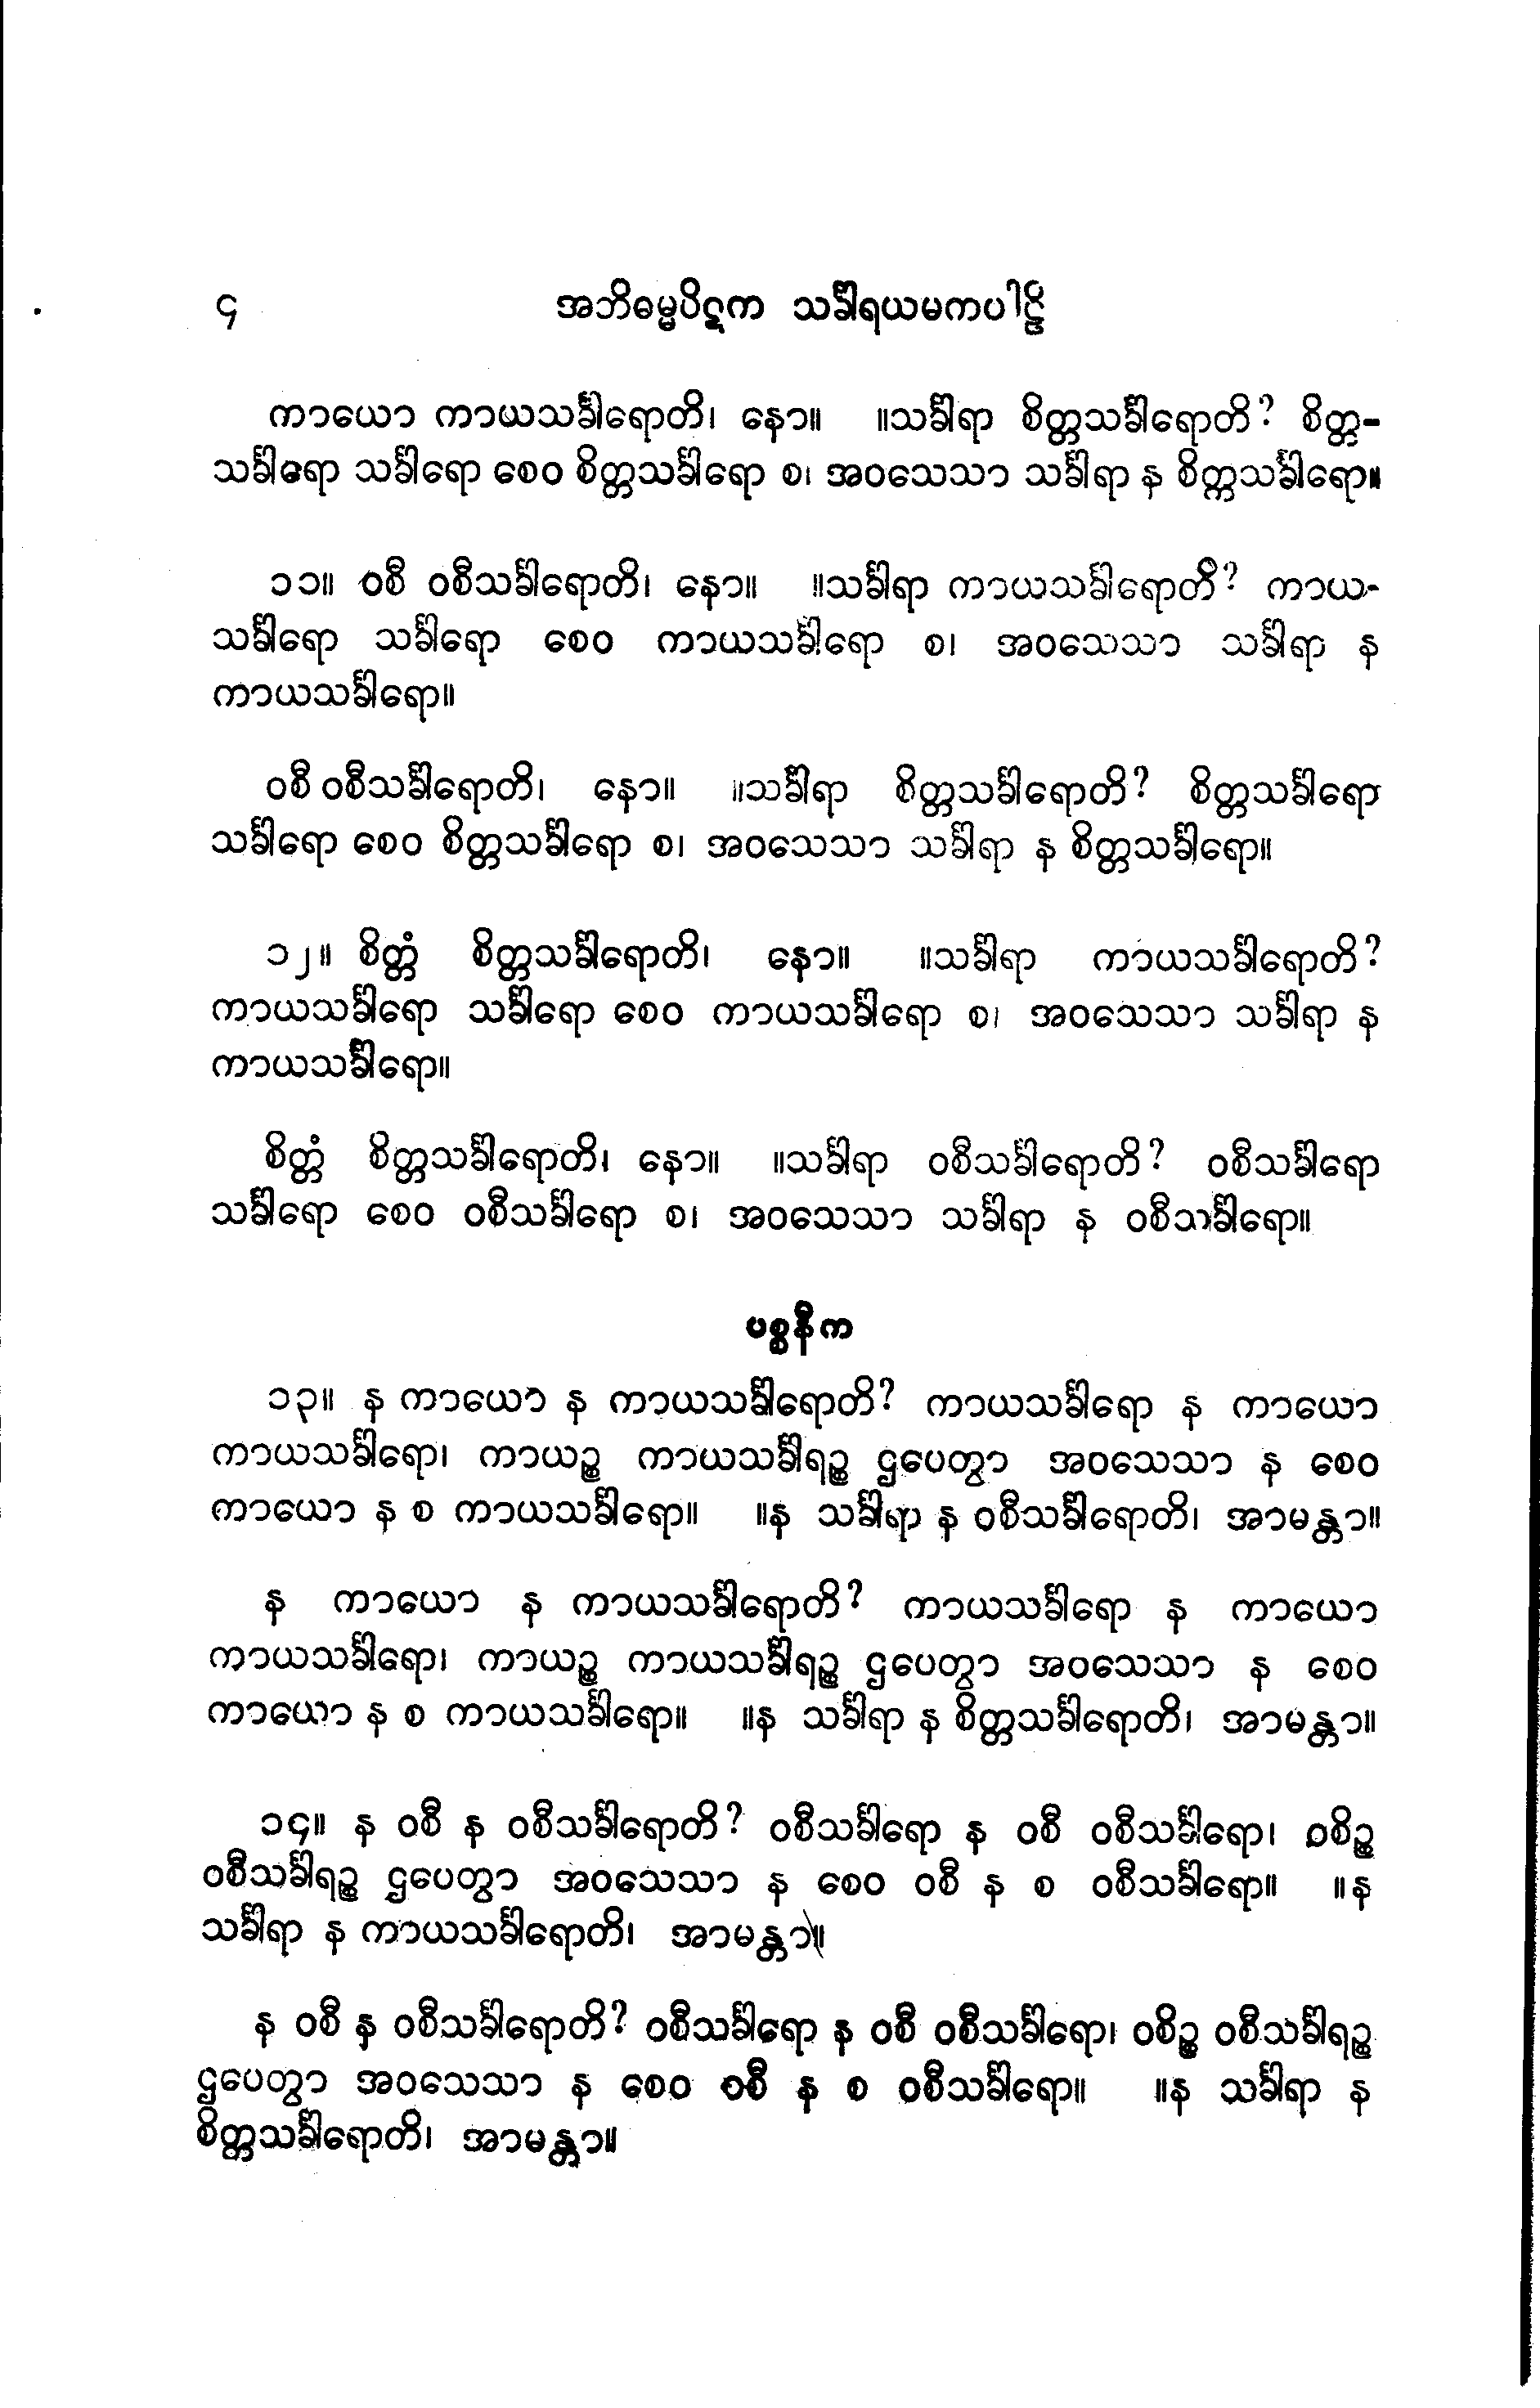 ၄ အဘိဓမ္မပိဋက သင်္ခါရယမကပါဠိ
ကာယော ကာယသင်္ခါရောတိ၊ နော။ ။သင်္ခါရာ စိတ္တသင်္ခါရောတိ? စိတ္တ-
သင်္ခါရော သင်္ခါရော စေဝ စိတ္တသင်္ခါရော စ၊ အဝသေသာ သင်္ခါရာ န စိတ္တသင်္ခါရော။
၁၁။ ဝစီ ဝစီသင်္ခါရောတိ၊ နော။ ။သင်္ခါရာ ကာယသင်္ခါရောတိ? ကာယ-
သင်္ခါရော သင်္ခါရော စေဝ ကာယသင်္ခါရော စ၊ အဝသေသာ သင်္ခါရာ န
ကာယသင်္ခါရော။
ဝစီ ဝစီသင်္ခါရောတိ၊ နော။ ။သင်္ခါရာ စိတ္တသင်္ခါရောတိ? စိတ္တသင်္ခါရော
သင်္ခါရော စေဝ စိတ္တသင်္ခါရော စ၊ အဝသေသာ သင်္ခါရာ န စိတ္တသင်္ခါရော။
၁၂။ စိတ္တံ စိတ္တသင်္ခါရောတိ၊ နော။ ။သင်္ခါရာ ကာယသင်္ခါရောတိ?
ကာယသင်္ခါရော သင်္ခါရော စေဝ ကာယသင်္ခါရော စ၊ အဝသေသာ သင်္ခါရာ န
ကာယသင်္ခါရော။
စိတ္တံ စိတ္တသင်္ခါရောတိ၊ နော။ ။သင်္ခါရာ ဝစီသင်္ခါရောတိ? ဝစီသင်္ခါရော
သင်္ခါရော စေဝ ဝစီသင်္ခါရော စ၊ အဝသေသာ သင်္ခါရာ န ဝစီသင်္ခါရော။
ပစ္စနီက
၁၃။ န ကာယော န ကာယသင်္ခါရောတိ? ကာယသင်္ခါရော န ကာယော
ကာယသင်္ခါရော၊ ကာယဉ္စ ကာယသင်္ခါရဉ္စ ဌပေတွာ အဝသေသာ န စေဝ
ကာယော န စ ကာယသင်္ခါရော။ ။န သင်္ခါရာ န ဝစီသင်္ခါရောတိ၊ အာမန္တာ။
န ကာယော န ကာယသင်္ခါရောတိ? ကာယသင်္ခါရော န ကာယော
ကာယသင်္ခါရော၊ ကာယဉ္စ ကာယသင်္ခါရဉ္စ ဌပေတွာ အဝသေသာ န စေဝ
ကာယော န စ ကာယသင်္ခါရော။ ။န သင်္ခါရာ န စိတ္တသင်္ခါရောတိ၊ အာမန္တာ။
၁၄။ န ဝစီ န ဝစီသင်္ခါရောတိ? ဝစီသင်္ခါရော န ဝစီ ဝစီသင်္ခါရော၊ ဝစိဉ္စ
ဝစီသင်္ခါရဉ္စ ဌပေတွာ အဝသေသာ န စေဝ ဝစီ န စ ဝစီသင်္ခါရော။ ။န
သင်္ခါရာ န ကာယသင်္ခါရောတိ၊ အာမန္တာ။
န ဝစီ န ဝစီသင်္ခါရောတိ? ဝစီသင်္ခါရော န ဝစီ ဝစီသင်္ခါရော၊ ဝစိဉ္စ ဝစီသင်္ခါရဉ္စ
ဌပေတွာ အဝသေသာ န စေဝ ဝစီ န စ ဝစီသင်္ခါရော။ ။န သင်္ခါရာ န
စိတ္တသင်္ခါရောတိ၊ အာမန္တာ။